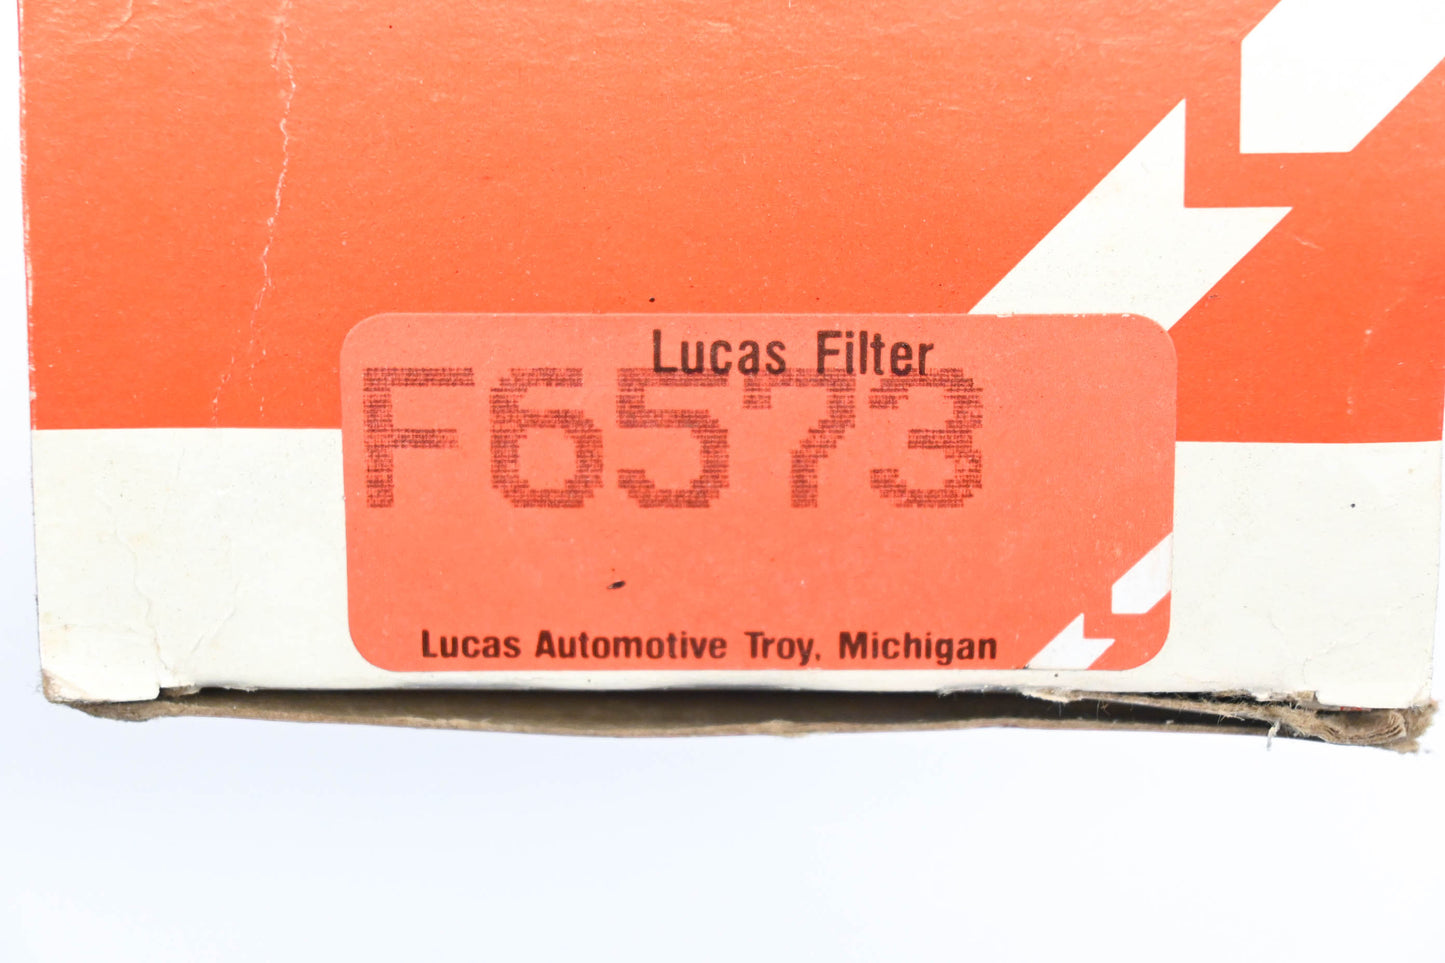 Lucas Filter
F6573
Lucas Automotive Troy, Michigan